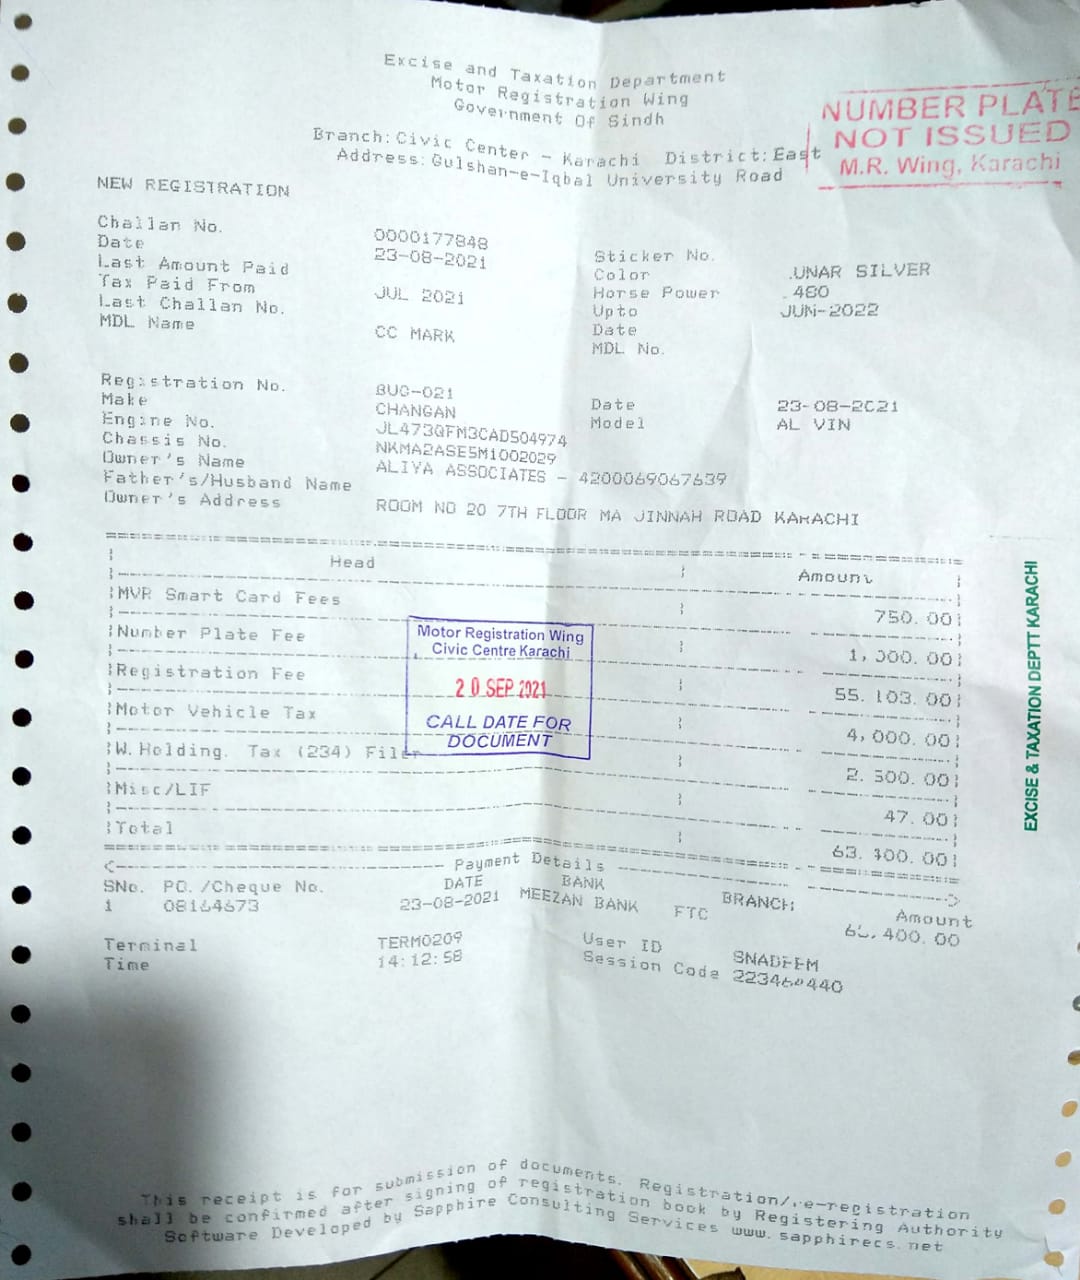 Excise and Taxation Department
Motor Registration Wing
Government Of Sindh
Branch:Civic Center - Karachi District:East
Address:Gulshan-e-Iqbal University Road
NUMBER PLATE
NOT ISSUED
M.R. Wing, Karachi
NEW REGISTRATION
Challan No. 0000177848
Date 23-08-2021 Sticker No.
Last Amount Paid Color .UNAR SILVER
Tax Paid From JUL 2021 Horse Power .480
Last Challan No. Upto JUN-2022
MDL Name CC MARK Date
MDL No.
Registration No. BUG-021
Make CHANGAN Date 23-08-2021
Engine No. JL473QFM3CAD504974 Model AL VIN
Chassis No. NKMA2ASE5M1002029
Owner's Name ALIYA ASSOCIATES - 4200069067639
Father's/Husband Name
Owner's Address ROOM NO 20 7TH FLOOR MA JINNAH ROAD KARACHI
Head Amount
MVR Smart Card Fees 750.00
Number Plate Fee 1,000.00
Registration Fee 55.103.00
Motor Vehicle Tax 4,000.00
W.Holding. Tax (234) Filer 2.500.00
Misc/LIF 47.00
Total 63.400.00
Motor Registration Wing
Civic Centre Karachi
20 SEP 2021
CALL DATE FOR
DOCUMENT
EXCISE & TAXATION DEPTT KARACHI
<---------- Payment Details ---------->
SNo. PO./Cheque No. DATE BANK BRANCH Amount
1 08164673 23-08-2021 MEEZAN BANK FTC 63.400.00
Terminal TERM0209 User ID SNADEEM
Time 14:12:58 Session Code
This receipt is for submission of documents. Registration/.e-registration
shall be confirmed after signing of registration book by Registering Authority
Software Developed by Sapphire Consulting Services www.sapphirecs.net